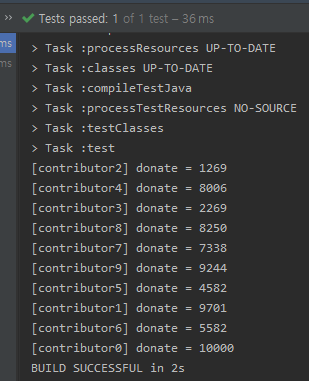 >> Tests passed: 1 of 1 test – 36 ms
ms
ms
> Task :processResources UP-TO-DATE
> Task :classes UP-TO-DATE
> Task :compileTestJava
> Task :processTestResources NO-SOURCE
> Task :testClasses
> Task :test
[contributor2] donate = 1269
[contributor4] donate = 8006
[contributor3] donate = 2269
[contributor8] donate = 8250
[contributor7] donate = 7338
[contributor9] donate = 9244
[contributor5] donate = 4582
[contributor1] donate = 9701
[contributor6] donate = 5582
[contributor0] donate = 10000
BUILD SUCCESSFUL in 2s